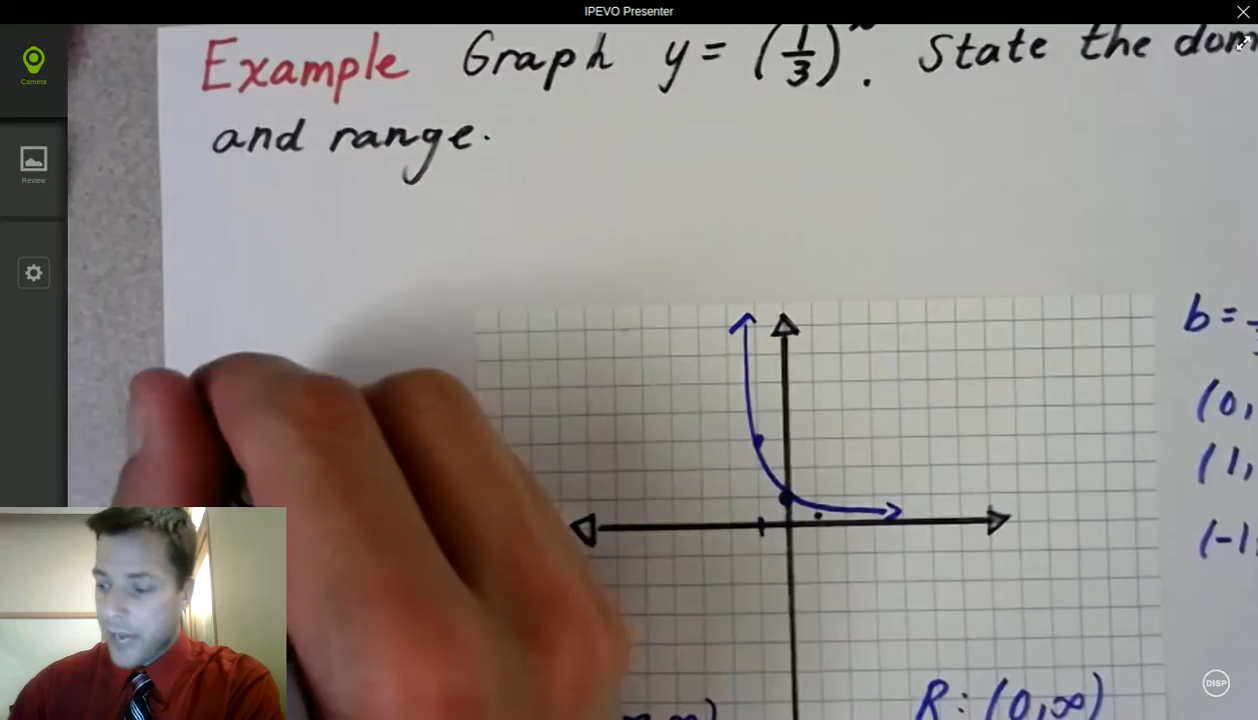 IPEVO Presenter
Camera
Review
Example Graph y = (1/3)^x. State the dom
and range.
b =
(0,
(1,
(-1,
∞)
R: (0,∞)
DISP